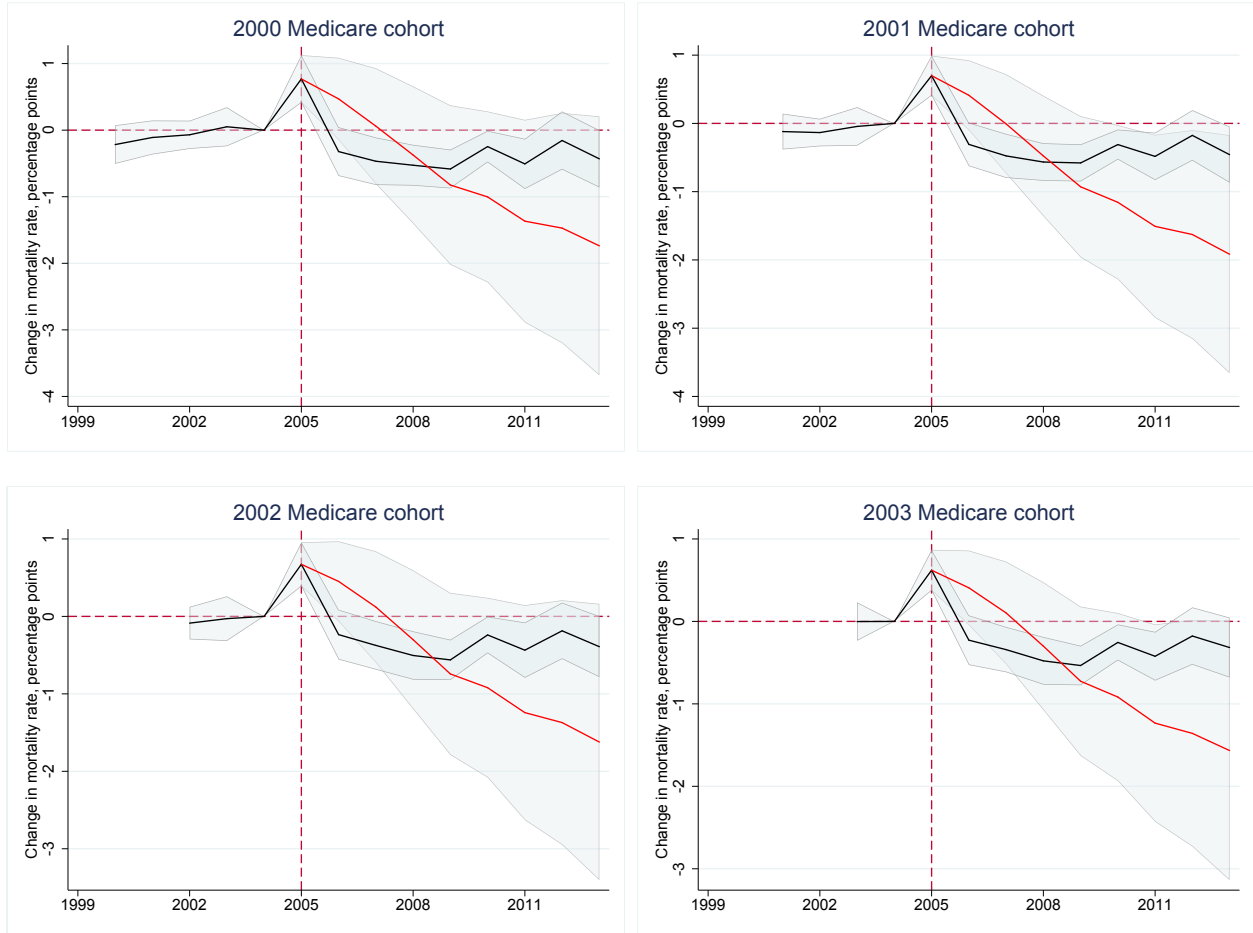 2000 Medicare cohort
Change in mortality rate, percentage points
1
0
-1
-2
-3
-4
1999 2002 2005 2008 2011
2001 Medicare cohort
Change in mortality rate, percentage points
1
0
-1
-2
-3
-4
1999 2002 2005 2008 2011
2002 Medicare cohort
Change in mortality rate, percentage points
1
0
-1
-2
-3
1999 2002 2005 2008 2011
2003 Medicare cohort
Change in mortality rate, percentage points
1
0
-1
-2
-3
1999 2002 2005 2008 2011